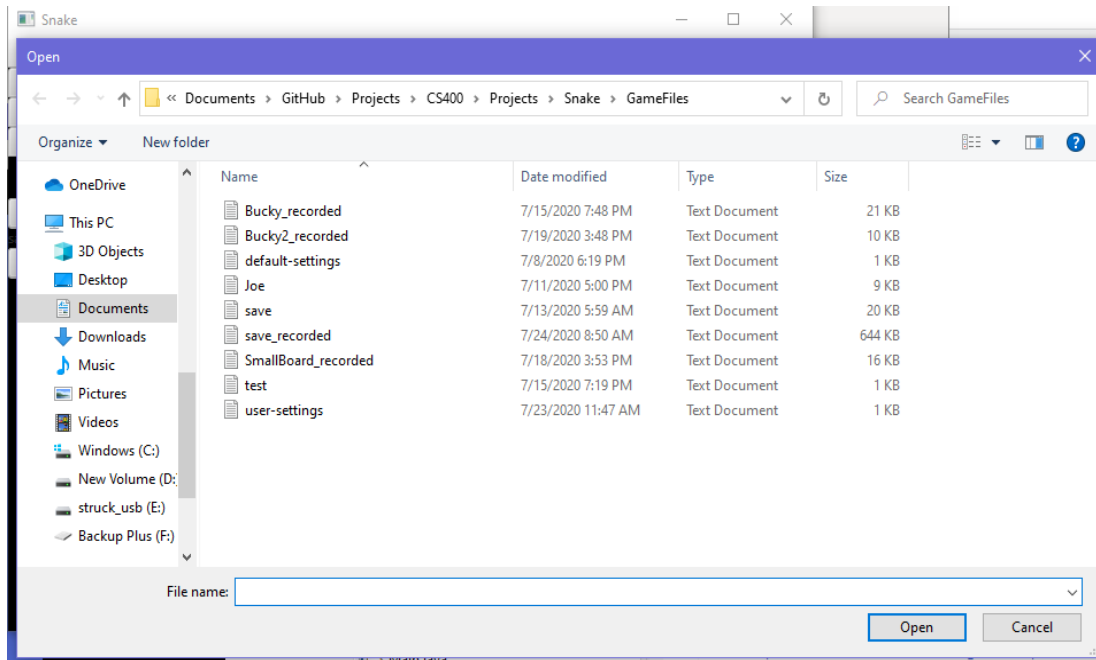 Snake
Open
« Documents > GitHub > Projects > CS400 > Projects > Snake > GameFiles
Search GameFiles
Organize
New folder
OneDrive
This PC
3D Objects
Desktop
Documents
Downloads
Music
Pictures
Videos
Windows (C:)
New Volume (D:
struck_usb (E:)
Backup Plus (F:)
Name Date modified Type Size
Bucky_recorded 7/15/2020 7:48 PM Text Document 21 KB
Bucky2_recorded 7/19/2020 3:48 PM Text Document 10 KB
default-settings 7/8/2020 6:19 PM Text Document 1 KB
Joe 7/11/2020 5:00 PM Text Document 9 KB
save 7/13/2020 5:59 AM Text Document 20 KB
save_recorded 7/24/2020 8:50 AM Text Document 644 KB
SmallBoard_recorded 7/18/2020 3:53 PM Text Document 16 KB
test 7/15/2020 7:19 PM Text Document 1 KB
user-settings 7/23/2020 11:47 AM Text Document 1 KB
File name:
Open
Cancel